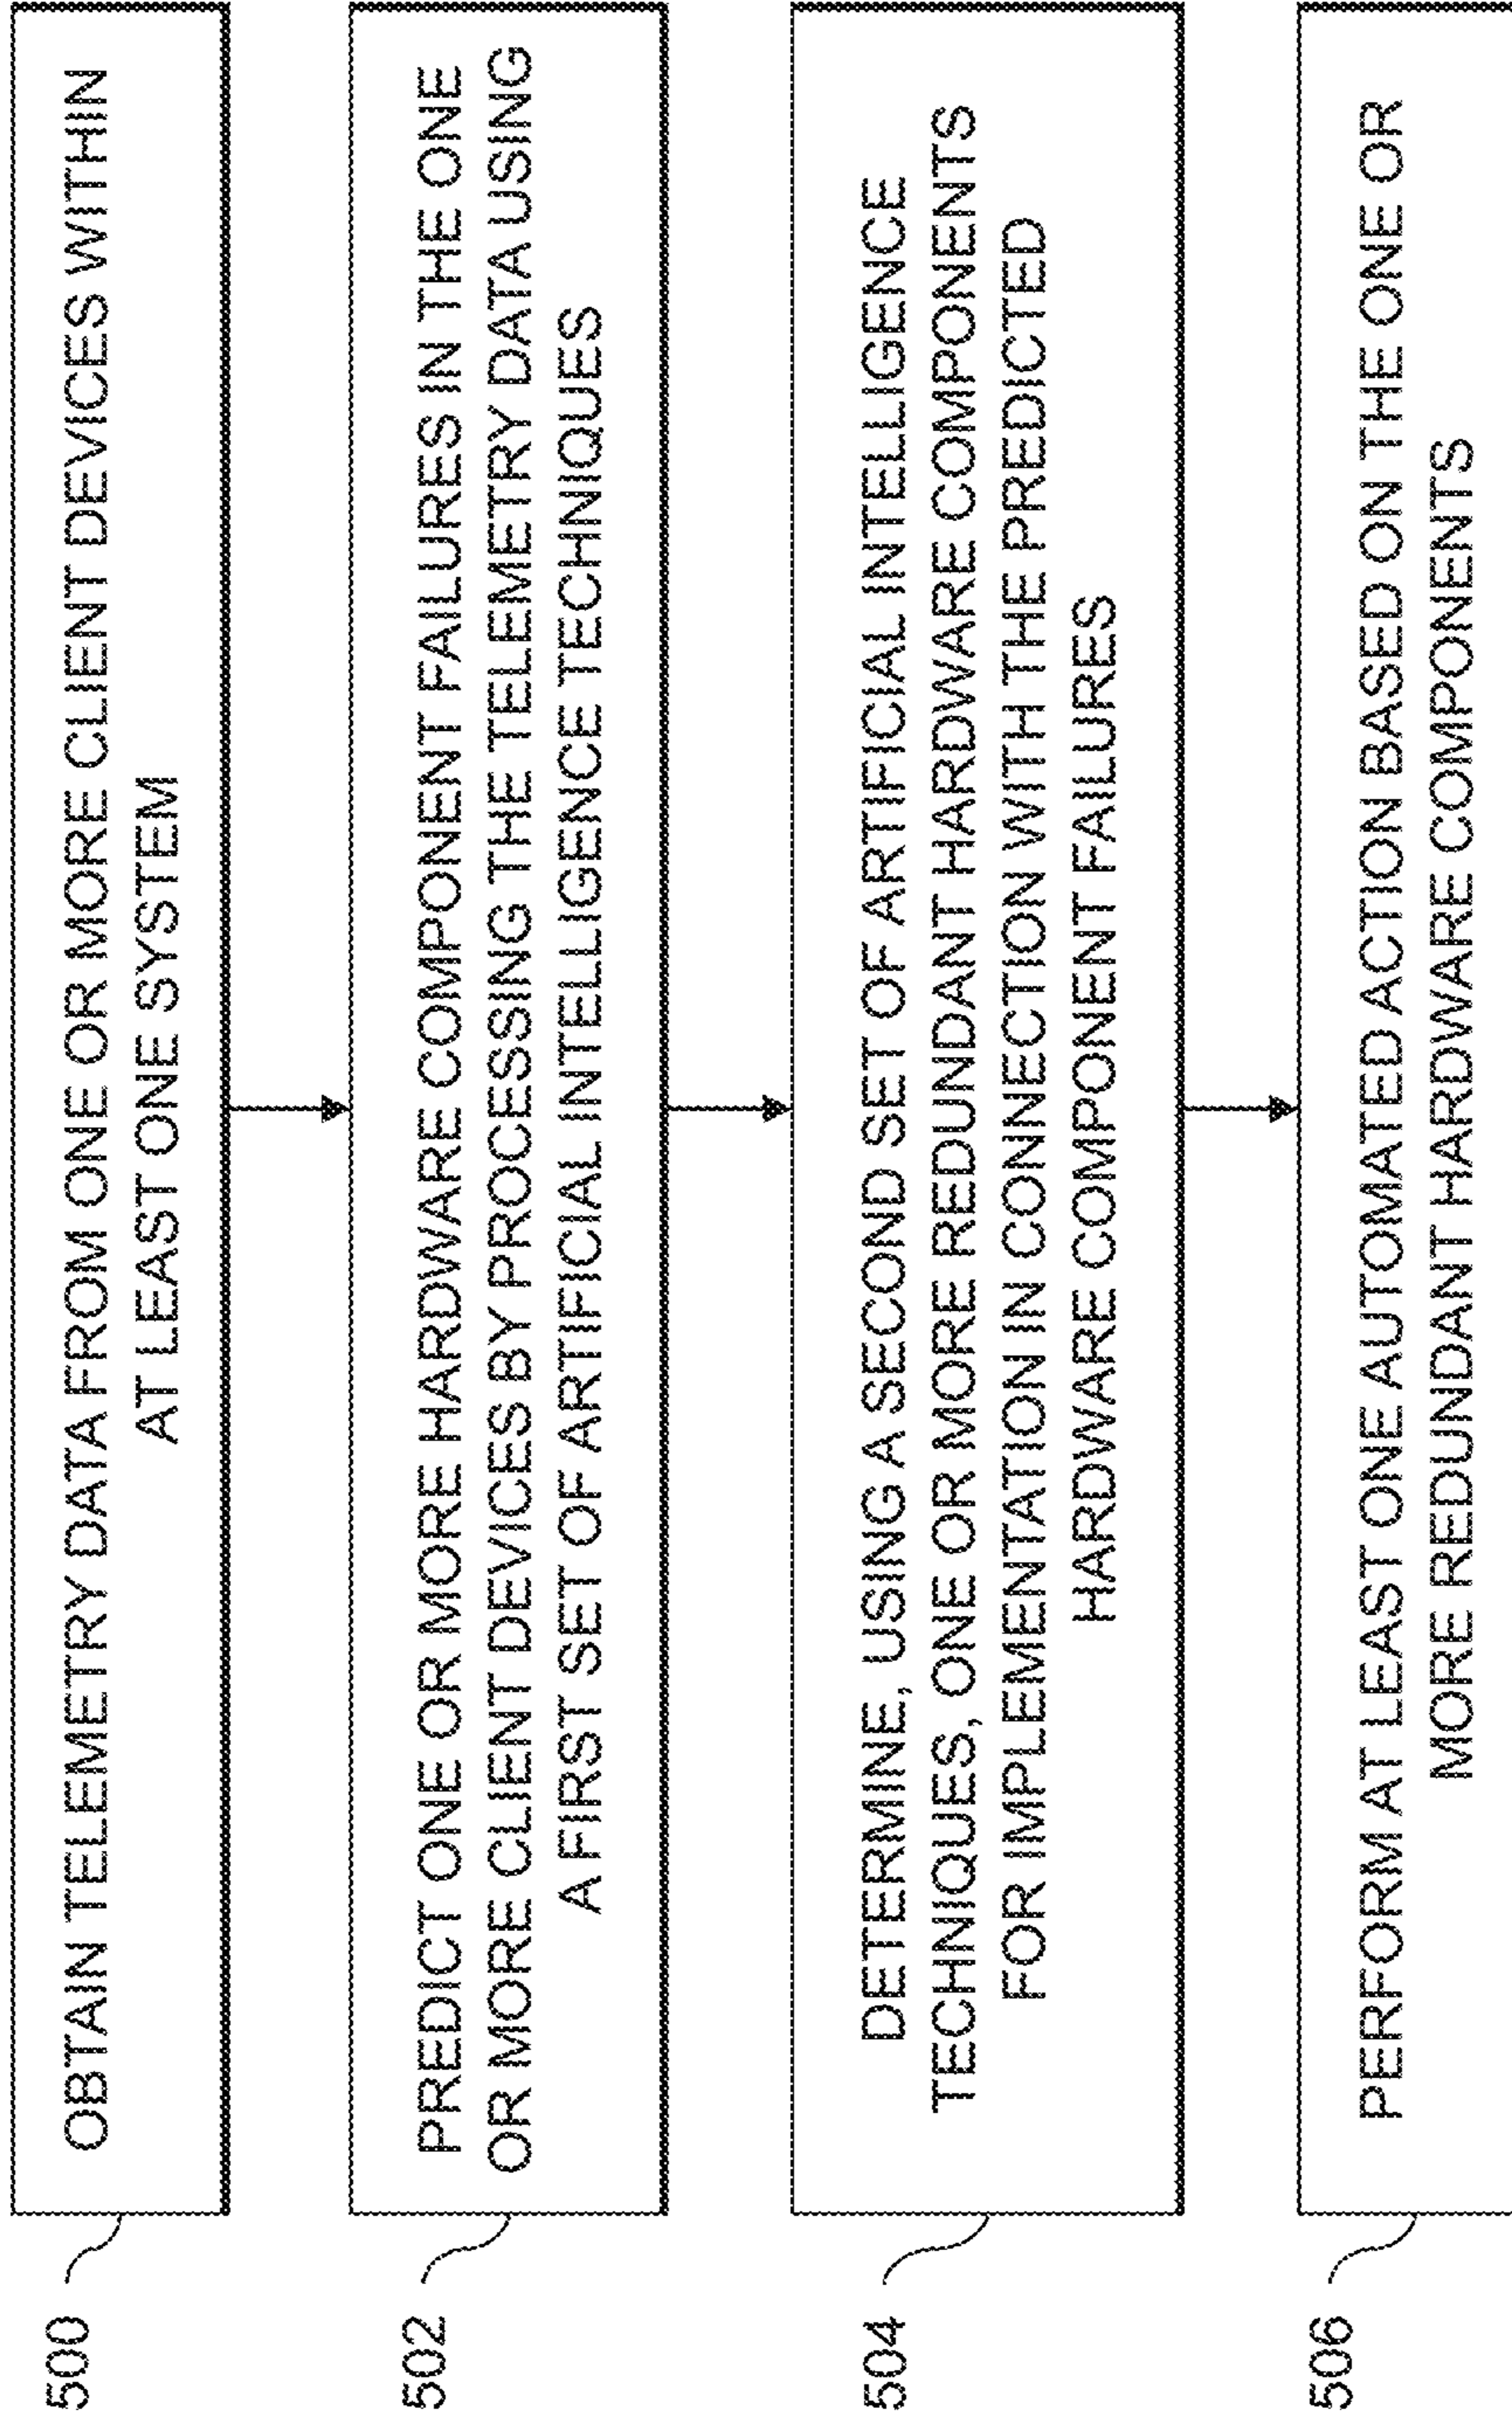 500
OBTAIN TELEMETRY DATA FROM ONE OR MORE CLIENT DEVICES WITHIN
AT LEAST ONE SYSTEM
502
PREDICT ONE OR MORE HARDWARE COMPONENT FAILURES IN THE ONE
OR MORE CLIENT DEVICES BY PROCESSING THE TELEMETRY DATA USING
A FIRST SET OF ARTIFICIAL INTELLIGENCE TECHNIQUES
504
DETERMINE, USING A SECOND SET OF ARTIFICIAL INTELLIGENCE
TECHNIQUES, ONE OR MORE REDUNDANT HARDWARE COMPONENTS
FOR IMPLEMENTATION IN CONNECTION WITH THE PREDICTED
HARDWARE COMPONENT FAILURES
506
PERFORM AT LEAST ONE AUTOMATED ACTION BASED ON THE ONE OR
MORE REDUNDANT HARDWARE COMPONENTS